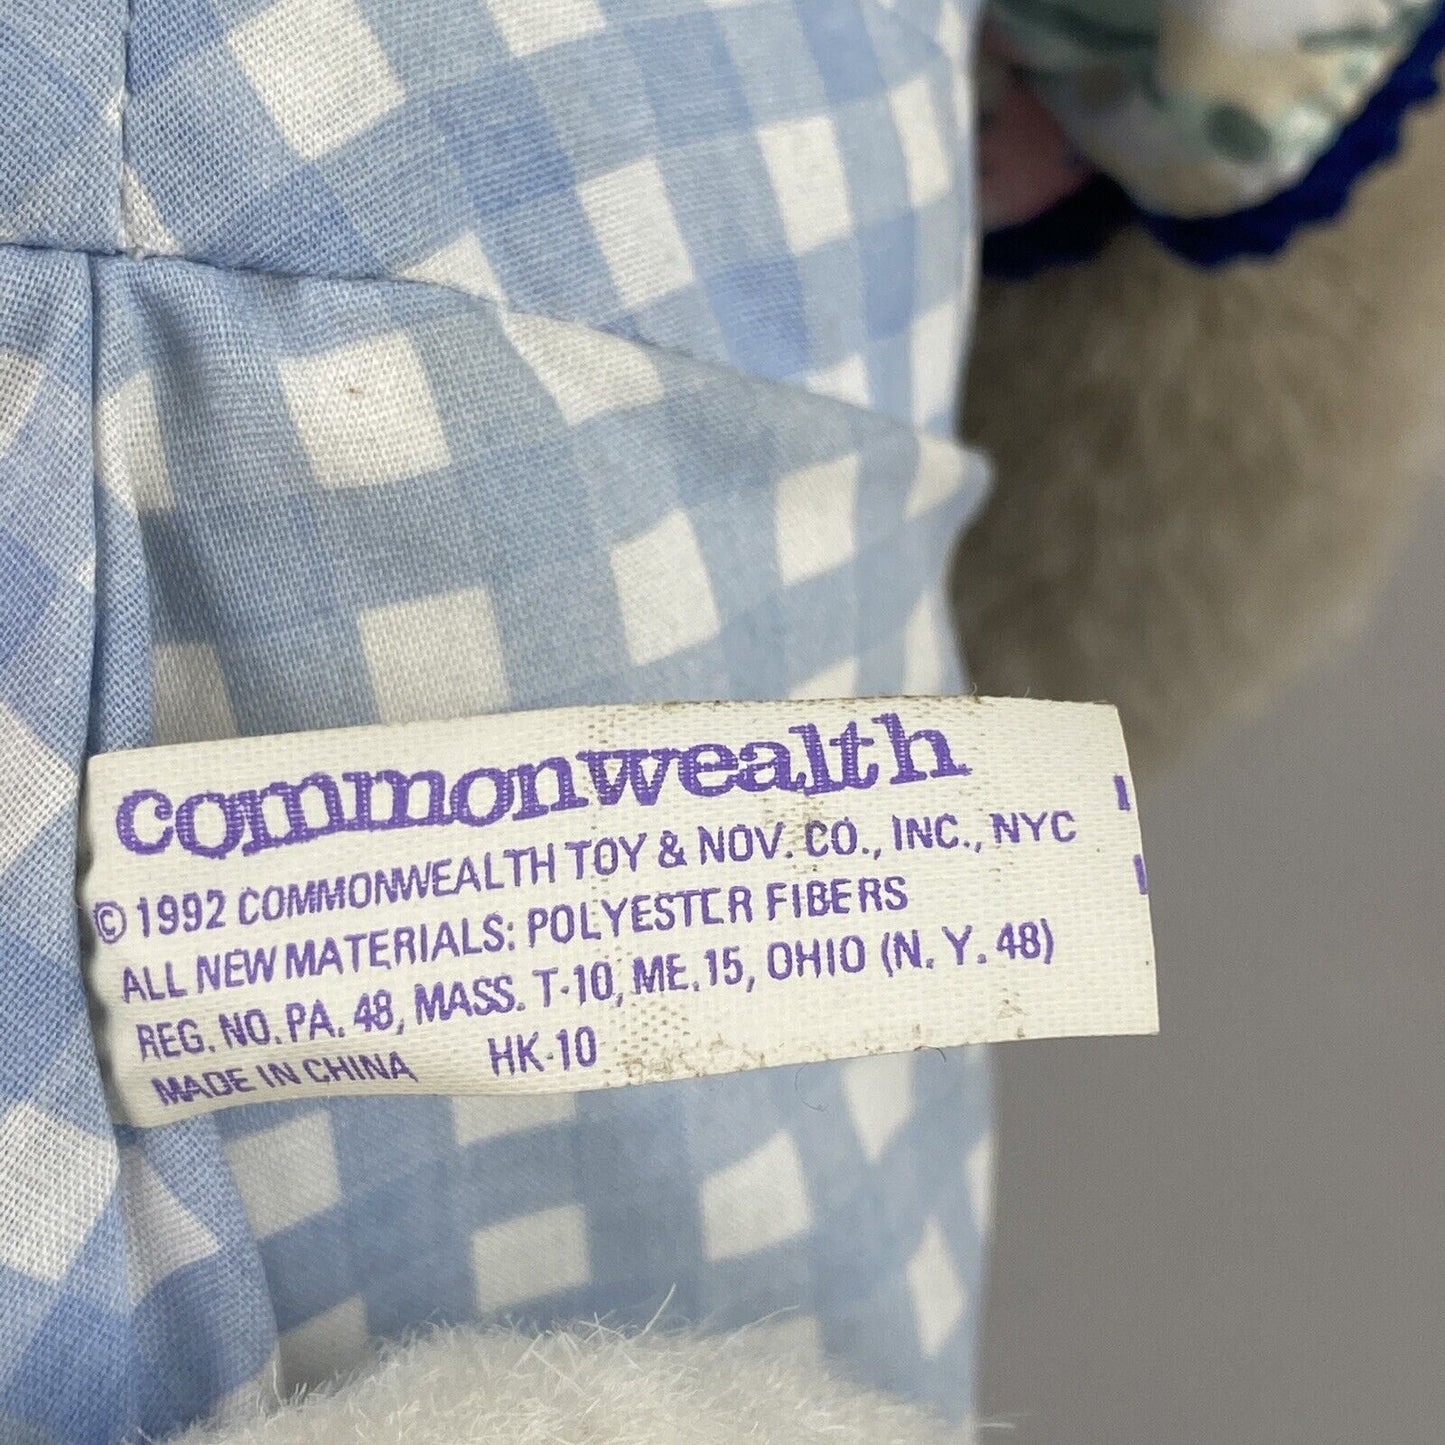 commonwealth
© 1992 COMMONWEALTH TOY & NOV. CO., INC., NYC
ALL NEW MATERIALS: POLYESTER FIBERS
REG. NO. PA. 48, MASS. T-10, ME. 15, OHIO (N. Y. 48)
MADE IN CHINA HK-10